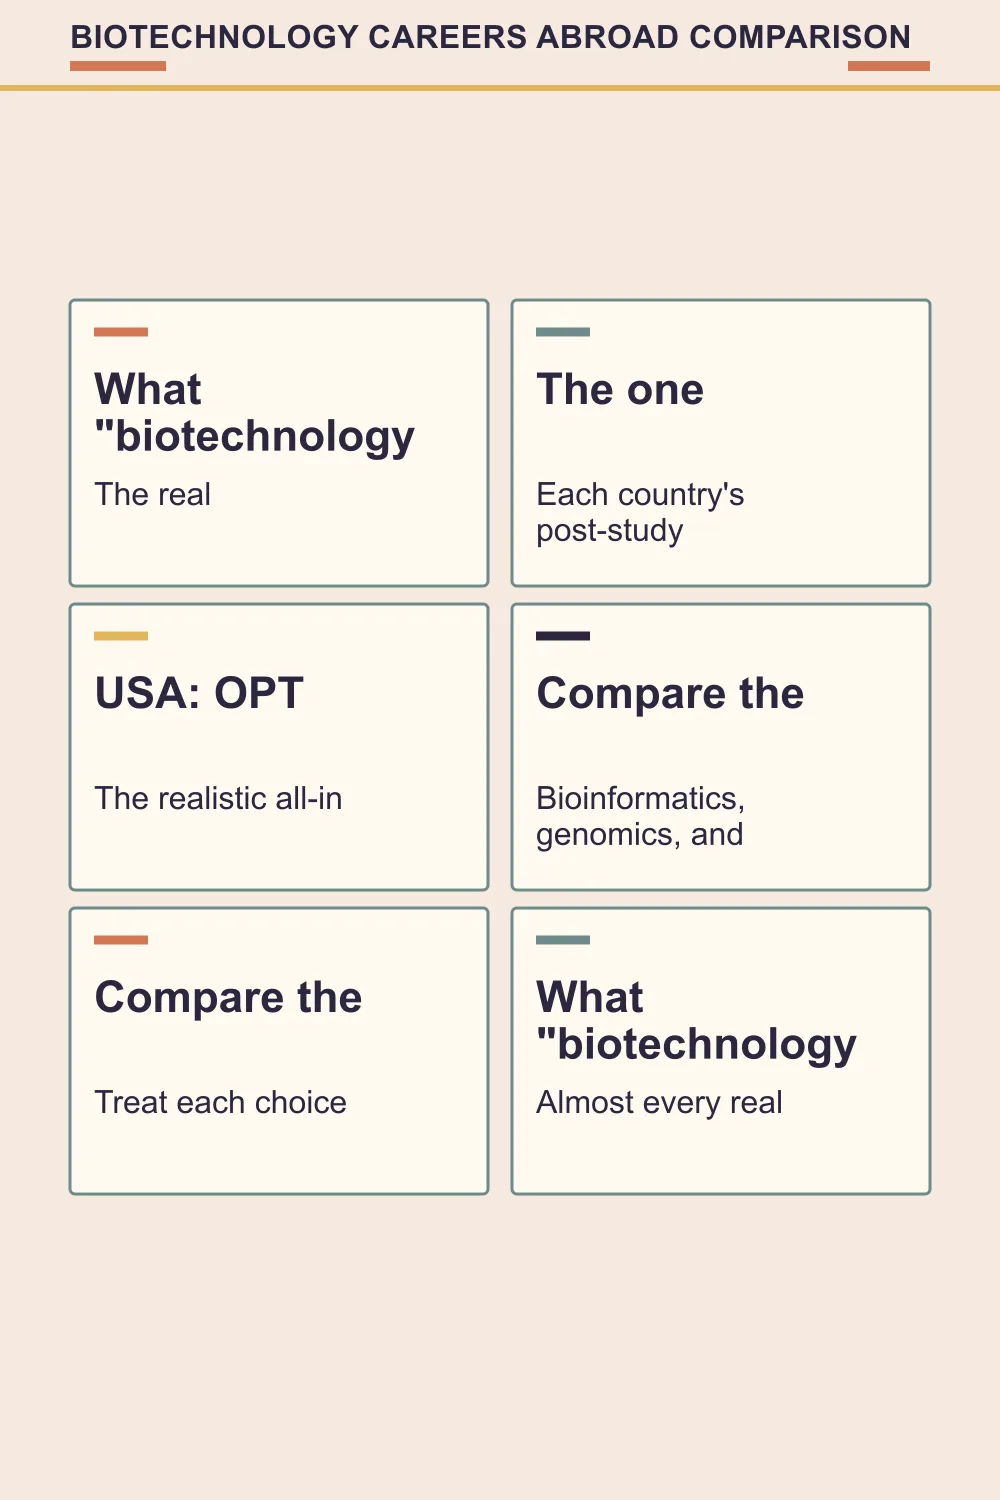 BIOTECHNOLOGY CAREERS ABROAD COMPARISON
What
"biotechnology
The real
The one
Each country's
post-study
USA: OPT
The realistic all-in
Compare the
Bioinformatics,
genomics, and
Compare the
Treat each choice
What
"biotechnology
Almost every real